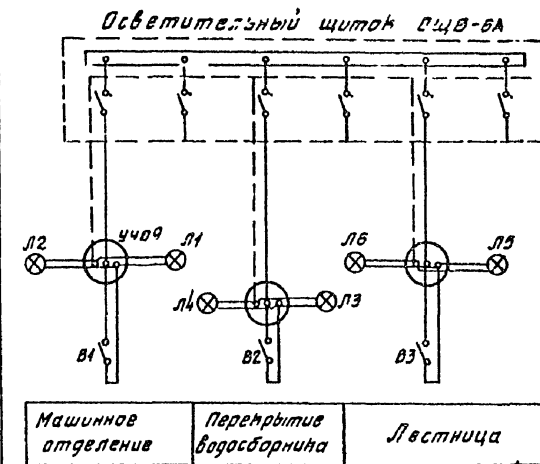 Осветительный щиток ОЩВ-6А
Л2
У409
Л1
Л6
Л5
Л4
Л3
В1
В2
В3
Машинное отделение
Перекрытие водосборника
Лестница